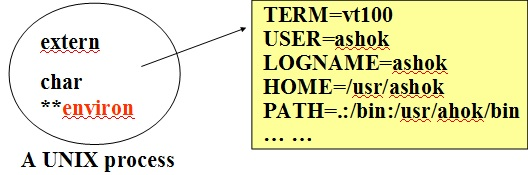 extern
char
**environ
A UNIX process
TERM=vt100
USER=ashok
LOGNAME=ashok
HOME=/usr/ashok
PATH=.:/bin:/usr/ahok/bin
… …